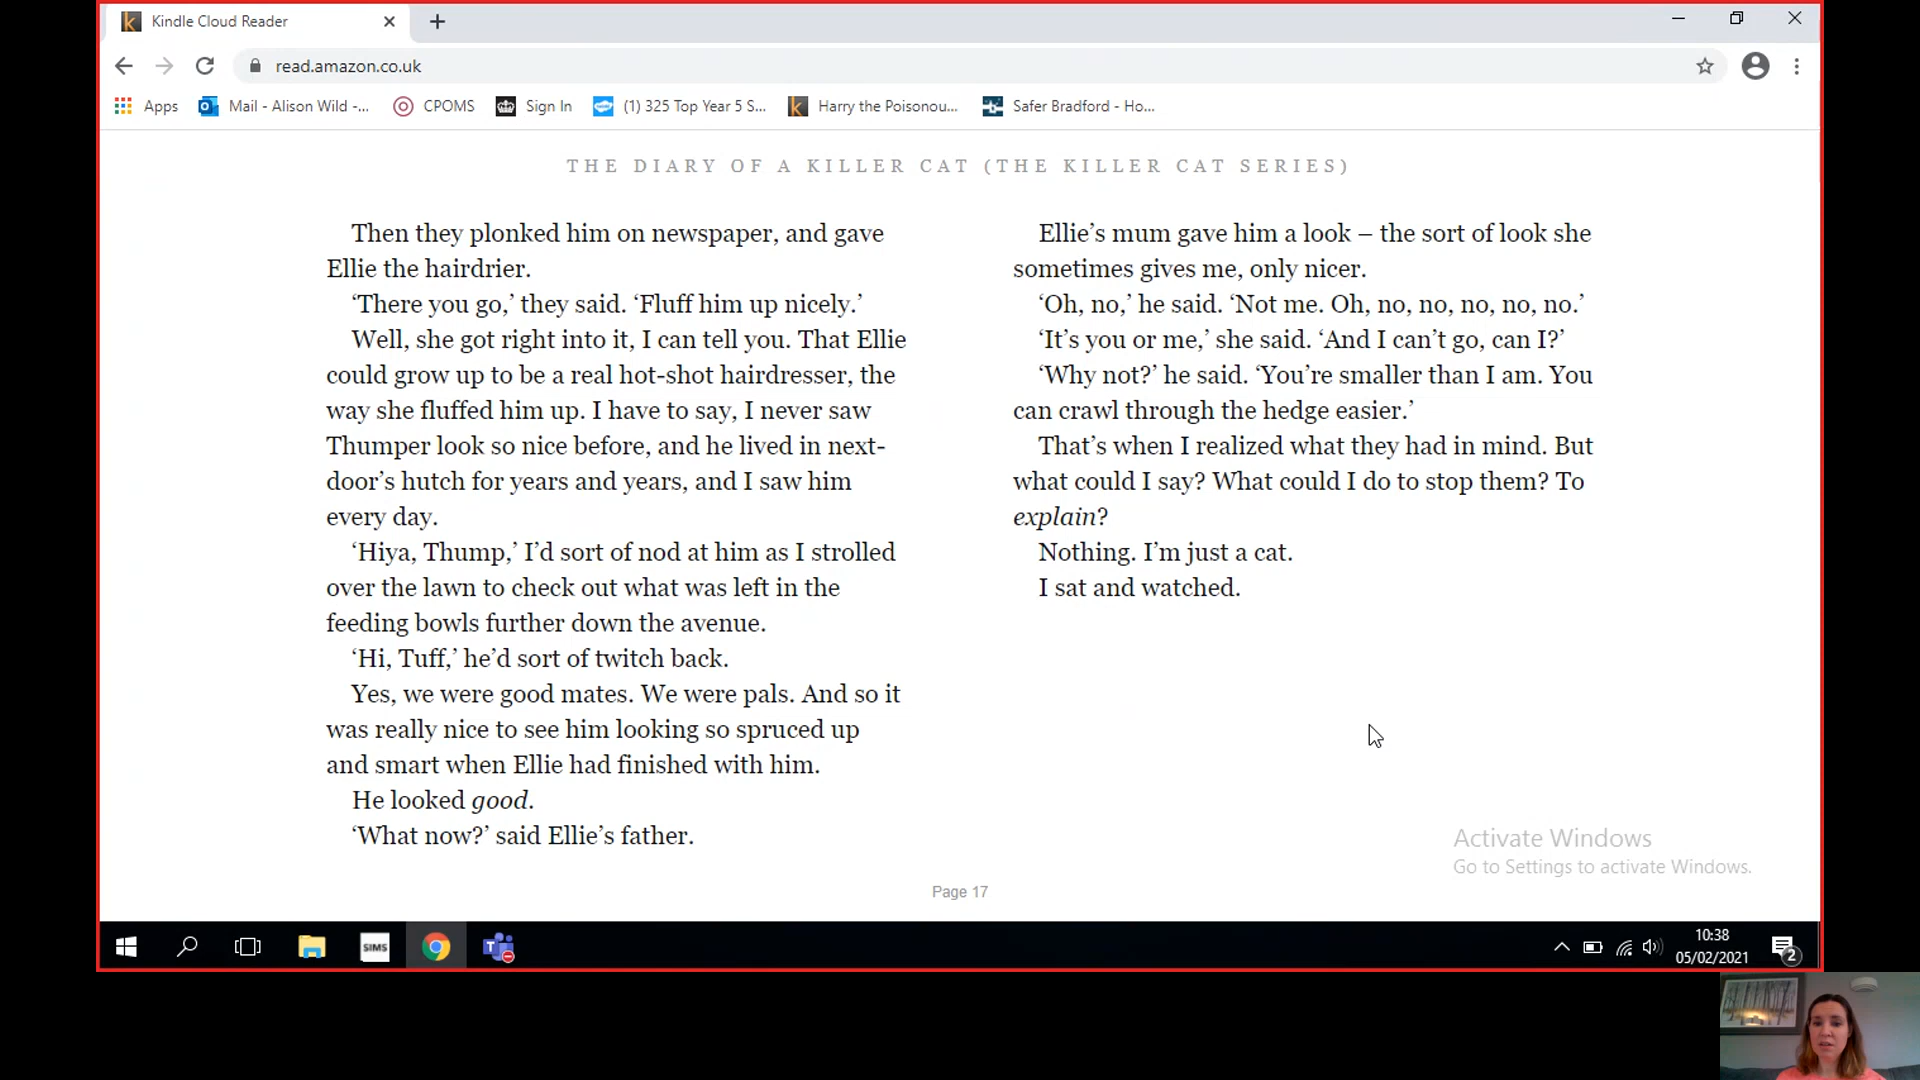 Kindle Cloud Reader
read.amazon.co.uk
Apps
Mail - Alison Wild -...
CPOMS
Sign In
(1) 325 Top Year 5 S...
Harry the Poisonou...
Safer Bradford - Ho...
THE DIARY OF A KILLER CAT (THE KILLER CAT SERIES)
Then they plonked him on newspaper, and gave
Ellie the hairdrier.
‘There you go,’ they said. ‘Fluff him up nicely.’
Well, she got right into it, I can tell you. That Ellie
could grow up to be a real hot-shot hairdresser, the
way she fluffed him up. I have to say, I never saw
Thumper look so nice before, and he lived in next-
door’s hutch for years and years, and I saw him
every day.
‘Hiya, Thump,’ I’d sort of nod at him as I strolled
over the lawn to check out what was left in the
feeding bowls further down the avenue.
‘Hi, Tuff,’ he’d sort of twitch back.
Yes, we were good mates. We were pals. And so it
was really nice to see him looking so spruced up
and smart when Ellie had finished with him.
He looked good.
‘What now?’ said Ellie’s father.
Ellie’s mum gave him a look – the sort of look she
sometimes gives me, only nicer.
‘Oh, no,’ he said. ‘Not me. Oh, no, no, no, no, no.’
‘It’s you or me,’ she said. ‘And I can’t go, can I?’
‘Why not?’ he said. ‘You’re smaller than I am. You
can crawl through the hedge easier.’
That’s when I realized what they had in mind. But
what could I say? What could I do to stop them? To
explain?
Nothing. I’m just a cat.
I sat and watched.
Activate Windows
Go to Settings to activate Windows.
Page 17
SIMS
10:38
05/02/2021
2